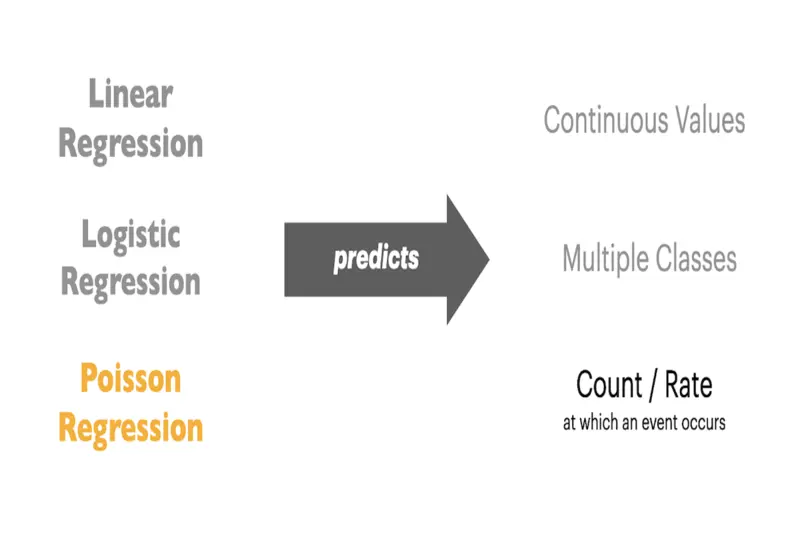 Linear
Regression
Continuous Values
Logistic
Regression
predicts
Multiple Classes
Poisson
Regression
Count / Rate
at which an event occurs